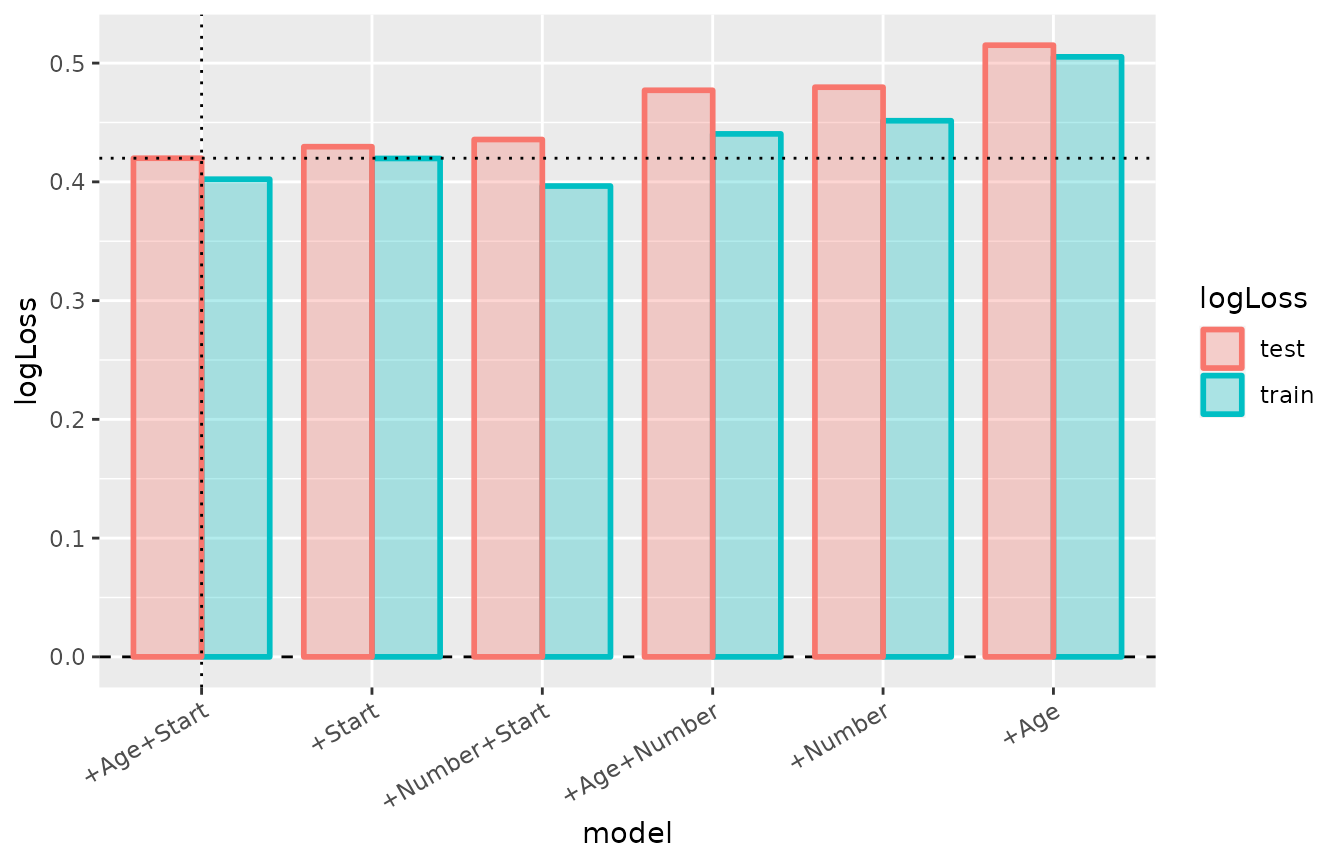 logLoss
0.5
0.4
0.3
0.2
0.1
0.0
+Age+Start
+Start
+Number+Start
+Age+Number
+Number
+Age
model
logLoss
test
train